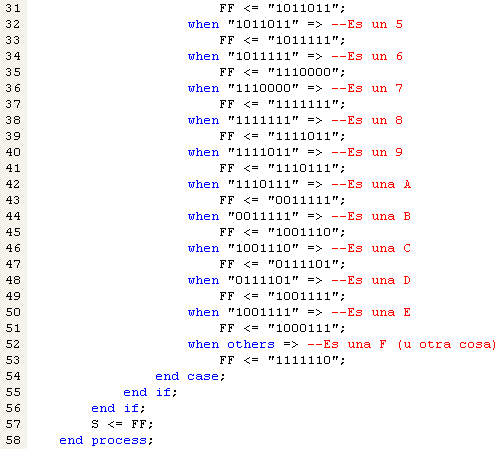 31 FF <= "1011011";
32 when "1011011" => --Es un 5
33 FF <= "1011111";
34 when "1011111" => --Es un 6
35 FF <= "1110000";
36 when "1110000" => --Es un 7
37 FF <= "1111111";
38 when "1111111" => --Es un 8
39 FF <= "1111011";
40 when "1111011" => --Es un 9
41 FF <= "1110111";
42 when "1110111" => --Es una A
43 FF <= "0011111";
44 when "0011111" => --Es una B
45 FF <= "1001110";
46 when "1001110" => --Es una C
47 FF <= "0111101";
48 when "0111101" => --Es una D
49 FF <= "1001111";
50 when "1001111" => --Es una E
51 FF <= "1000111";
52 when others => --Es una F (u otra cosa)
53 FF <= "1111110";
54 end case;
55 end if;
56 end if;
57 S <= FF;
58 end process;